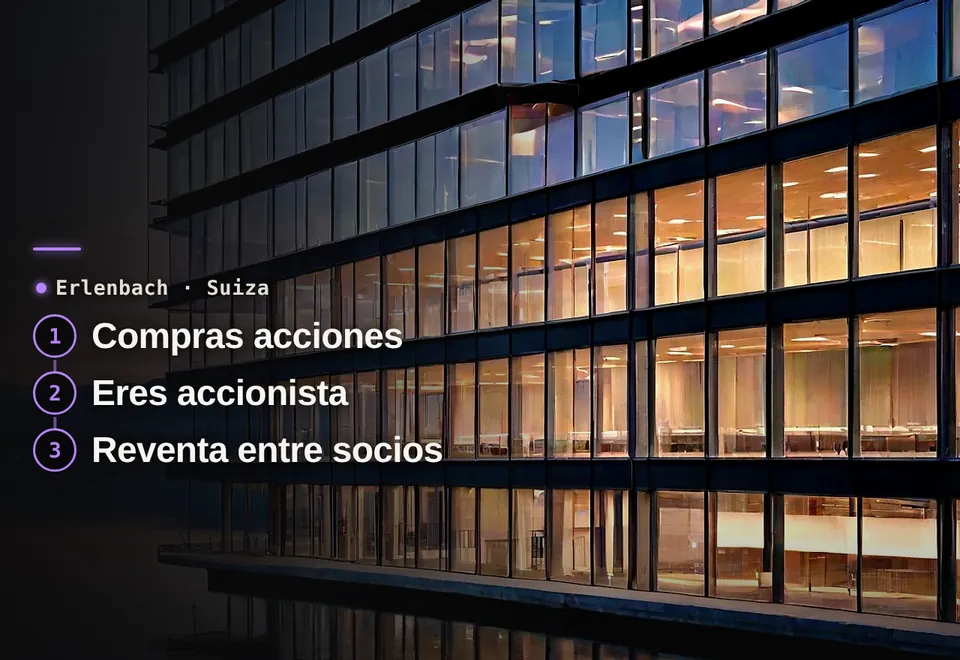 Erlenbach · Suiza
1 Compras acciones
2 Eres accionista
3 Reventa entre socios